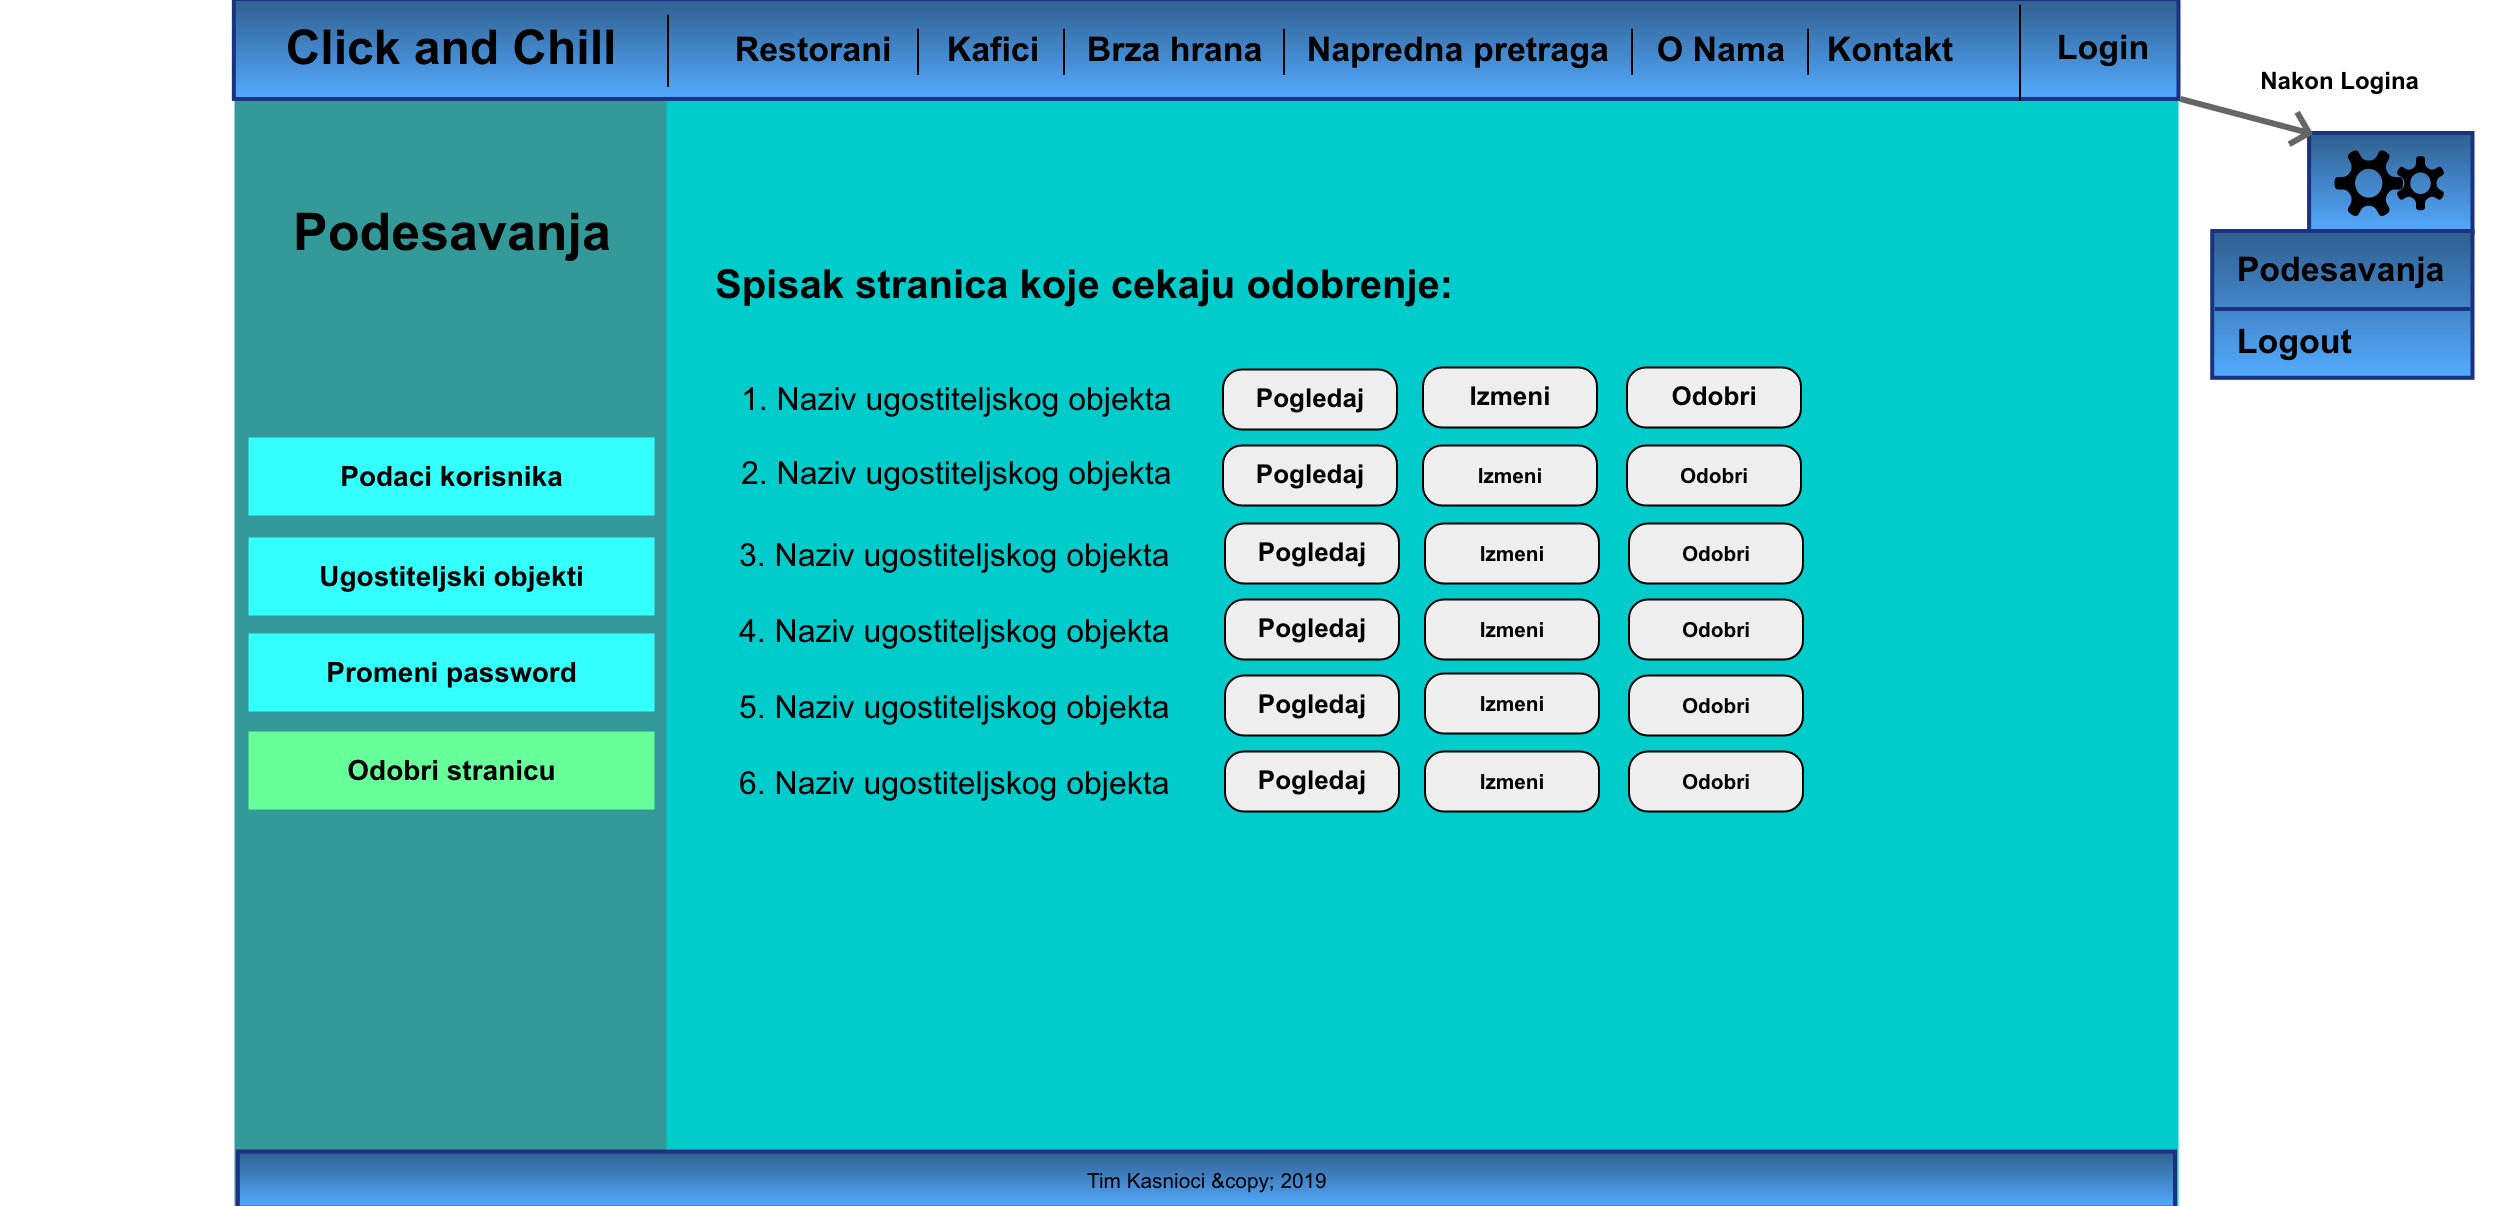 Click and Chill
Restorani
Kafici
Brza hrana
Napredna pretraga
O Nama
Kontakt
Login
Nakon Logina
Podesavanja
Logout
Podesavanja
Podaci korisnika
Ugostiteljski objekti
Promeni password
Odobri stranicu
Spisak stranica koje cekaju odobrenje:
1. Naziv ugostiteljskog objekta Pogledaj Izmeni Odobri
2. Naziv ugostiteljskog objekta Pogledaj Izmeni Odobri
3. Naziv ugostiteljskog objekta Pogledaj Izmeni Odobri
4. Naziv ugostiteljskog objekta Pogledaj Izmeni Odobri
5. Naziv ugostiteljskog objekta Pogledaj Izmeni Odobri
6. Naziv ugostiteljskog objekta Pogledaj Izmeni Odobri
Tim Kasnioci &copy; 2019